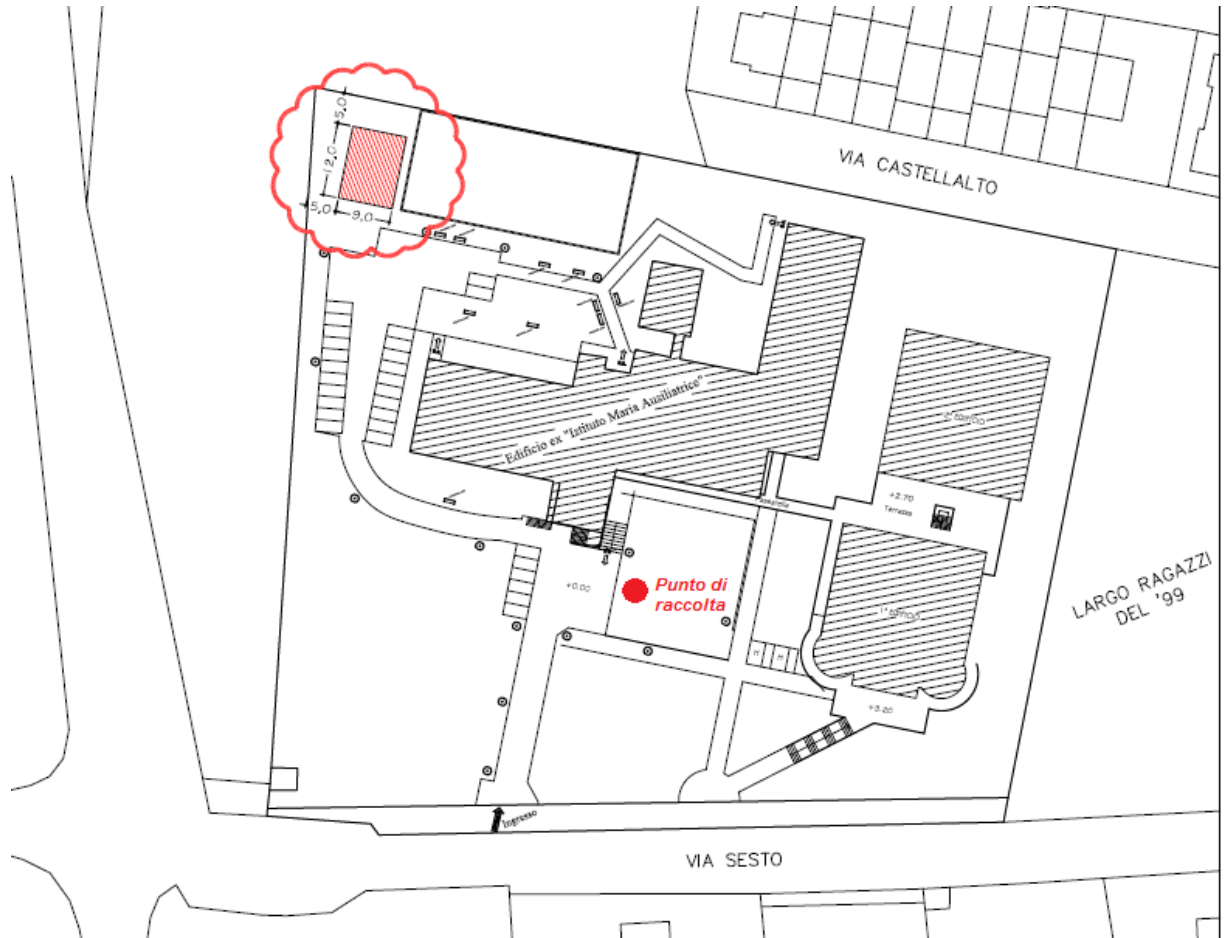 VIA CASTELLALTO
5,0
12,0
5,0
9,0
Edificio ex "Istituto Maria Ausiliatrice"
+2.70
Terrazza
Passerella
LARGO RAGAZZI
DEL '99
+0.00
Punto di
raccolta
+3.20
Ingresso
VIA SESTO